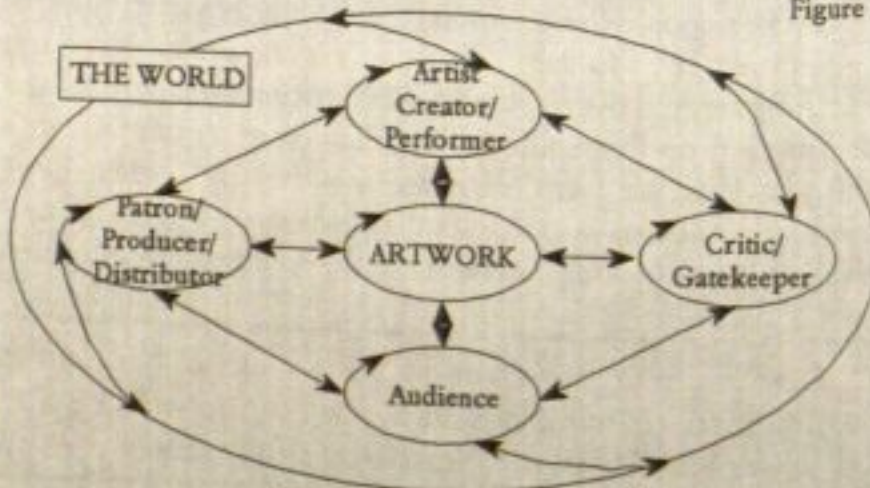 Figure
THE WORLD
Artist
Creator/
Performer
Patron/
Producer/
Distributor
ARTWORK
Critic/
Gatekeeper
Audience